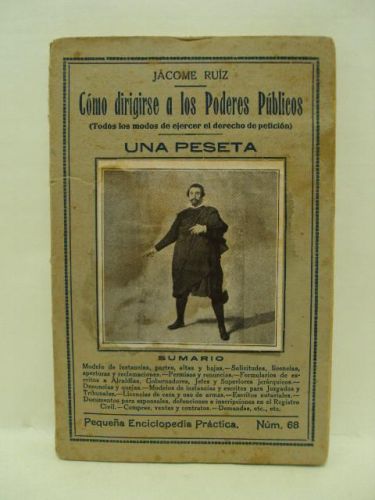 JÁCOME RUÍZ
Cómo dirigirse a los Poderes Públicos
(Todos los modos de ejercer el derecho de petición)
UNA PESETA
SUMARIO
Modelo de instancias, partes, altas y bajas.—Solicitudes, licencias,
aperturas y reclamaciones.—Permisos y renuncias.—Formularios de es-
critos a Alcaldías, Gobernadores, Jefes y Superiores jerárquicos.—
Denuncias y quejas.—Modelos de instancias y escritos para Juzgados y
Tribunales.—Licencias de caza y uso de armas.—Escritos notariales.—
Documentos para esponsales, defunciones e inscripciones en el Registro
Civil.—Compras, ventas y contratos.—Demandas, etc., etc.
Pequeña Enciclopedia Práctica. Núm. 68